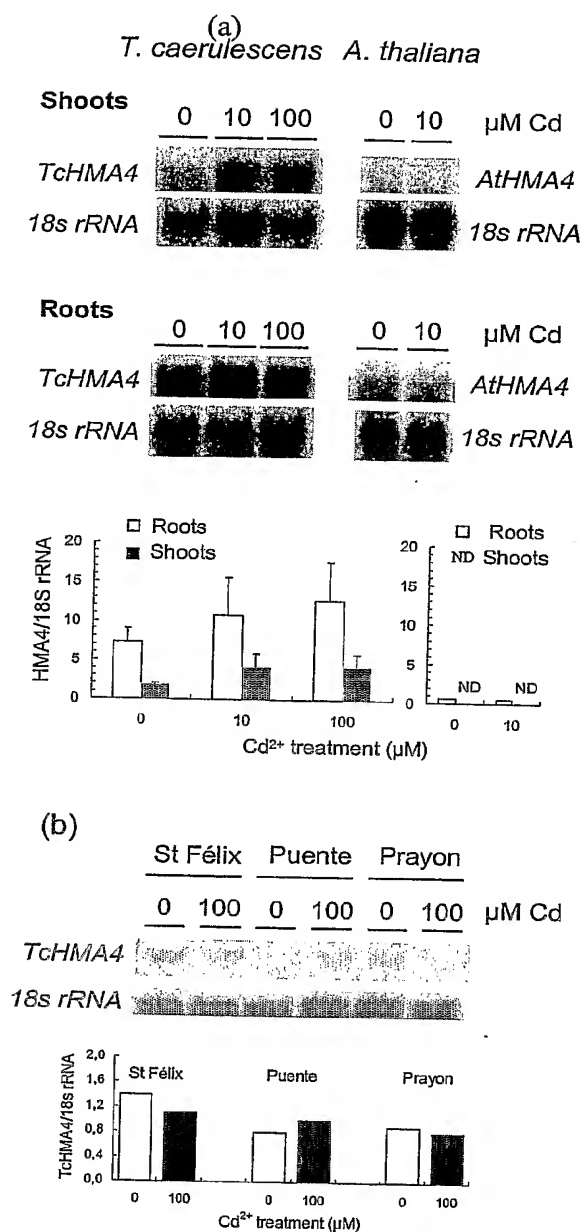 (a)
T. caerulescens A. thaliana
Shoots
0 10 100 0 10 µM Cd
TcHMA4 AtHMA4
18s rRNA 18s rRNA
Roots
0 10 100 0 10 µM Cd
TcHMA4 AtHMA4
18s rRNA 18s rRNA
HMA4/18S rRNA
20
15
10
5
0
Roots
Shoots
0 10 100
20
15
10
5
0
Roots
ND Shoots
ND ND
0 10
Cd²⁺ treatment (µM)
(b)
St Félix Puente Prayon
0 100 0 100 0 100 µM Cd
TcHMA4
18s rRNA
TcHMA4/18s rRNA
2,0
1,6
1,2
0,8
0,4
0,0
St Félix Puente Prayon
0 100 0 100 0 100
Cd²⁺ treatment (µM)